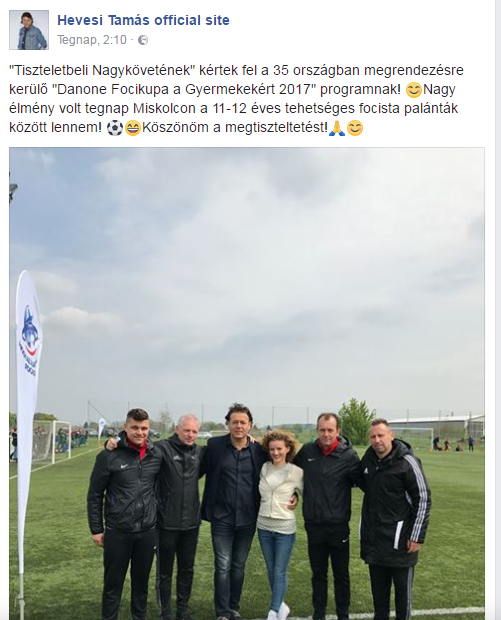 Hevesi Tamás official site
Tegnap, 2:10 ·
"Tiszteletbeli Nagykövetének" kértek fel a 35 országban megrendezésre
kerülő "Danone Focikupa a Gyermekekért 2017" programnak! 😊Nagy
élmény volt tegnap Miskolcon a 11-12 éves tehetséges focista palánták
között lennem! ⚽😄Köszönöm a megtiszteltetést!🙏😊